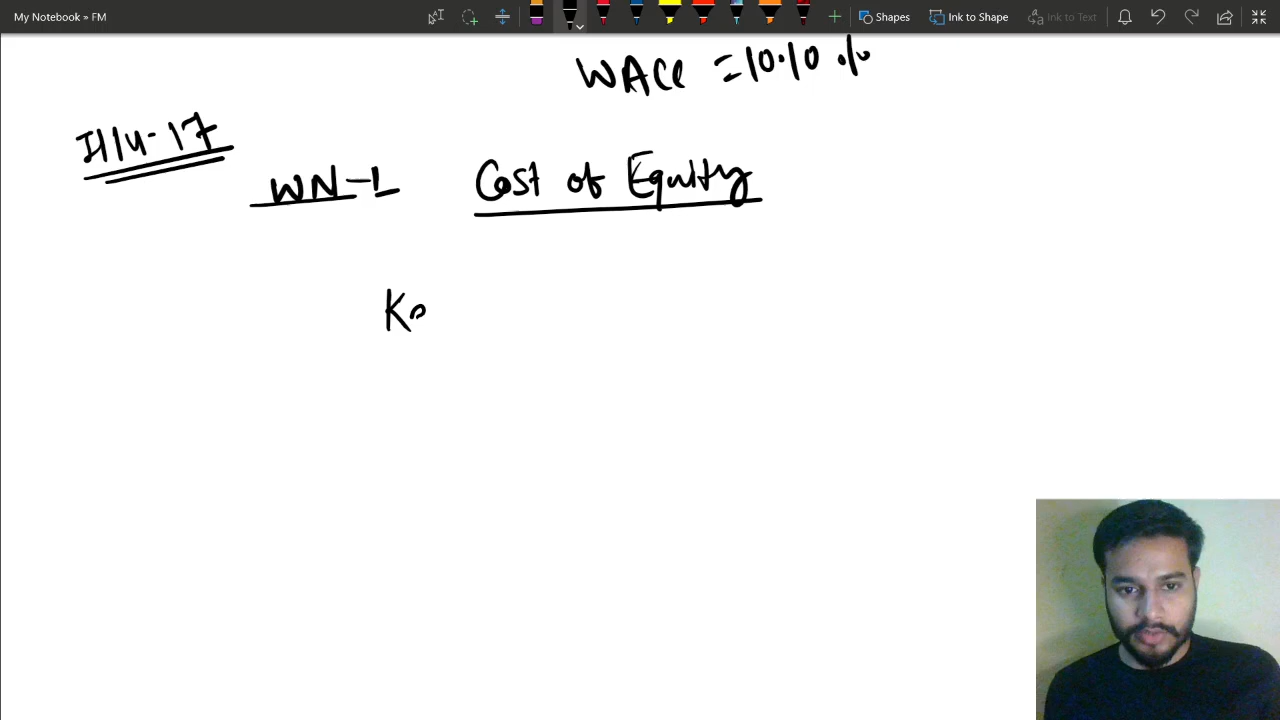 My Notebook » FM
Shapes
Ink to Shape
Ink to Text
WACC = 10.10 %
Ill4-17
WN-1 Cost of Equity
Ke